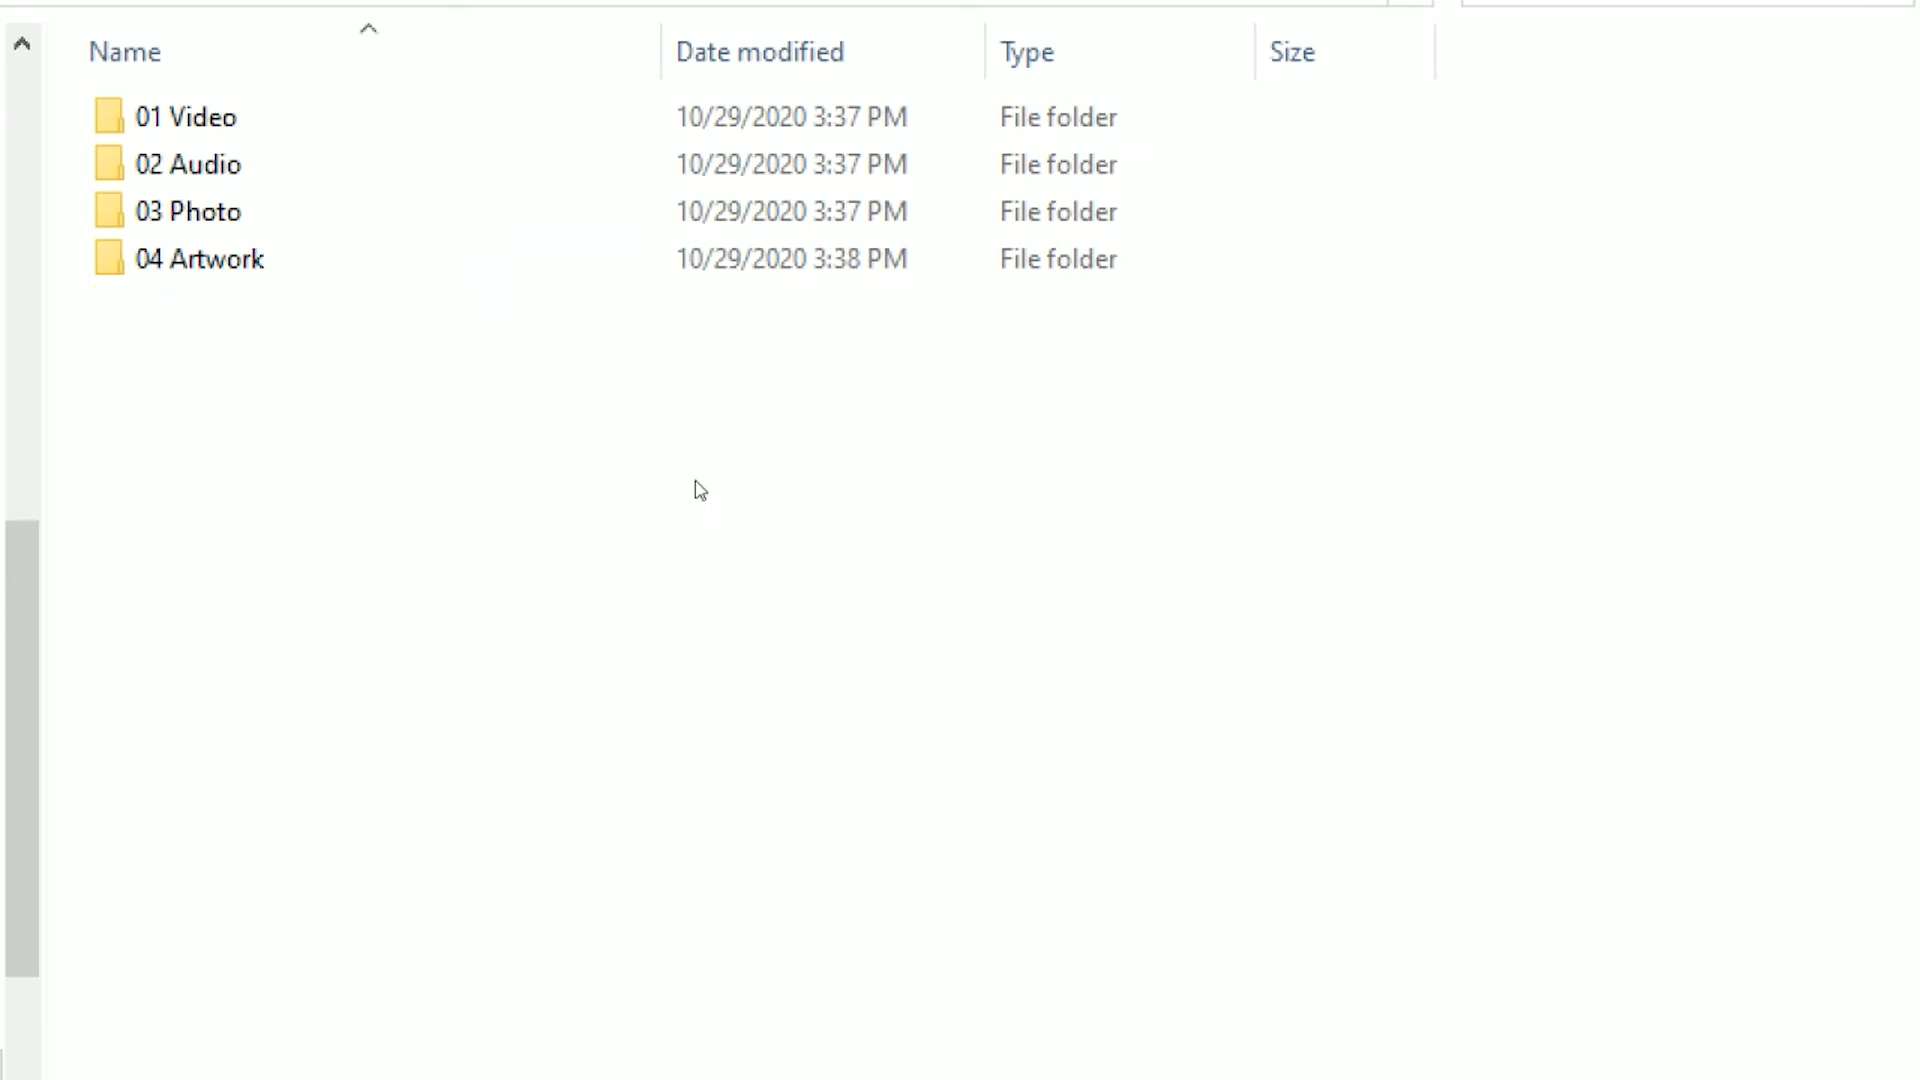 Name Date modified Type Size
01 Video 10/29/2020 3:37 PM File folder
02 Audio 10/29/2020 3:37 PM File folder
03 Photo 10/29/2020 3:37 PM File folder
04 Artwork 10/29/2020 3:38 PM File folder